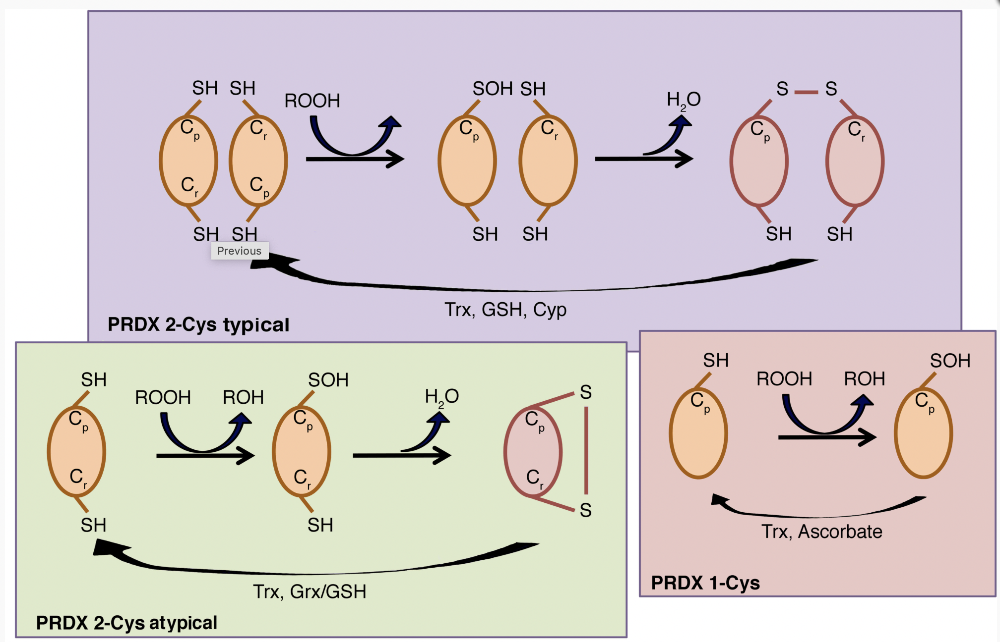 SH SH
ROOH
SOH SH
H2O
S S
Cp Cr
Cp Cr
Cp Cr
Cr Cp
SH SH
SH SH
SH SH
Previous
Trx, GSH, Cyp
PRDX 2-Cys typical
SH
ROOH ROH
SOH
H2O
S
Cp
Cp
Cp
Cr
Cr
Cr
S
SH
SH
Trx, Grx/GSH
PRDX 2-Cys atypical
SH
ROOH ROH
SOH
Cp
Cp
Trx, Ascorbate
PRDX 1-Cys